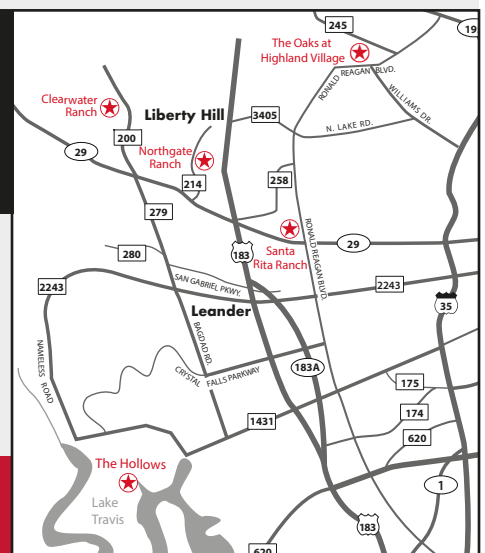 245
19
The Oaks at
Highland Village
RONALD
REAGAN BLVD.
WILLIAMS DR.
Clearwater
Ranch
Liberty Hill
3405
N. LAKE RD.
200
29
Northgate
Ranch
214
258
279
RONALD REAGAN BLVD.
Santa
Rita Ranch
29
280
183
SAN GABRIEL PKWY.
2243
2243
35
Leander
BAGDAD RD.
NAMELESS ROAD
CRYSTAL FALLS PARKWAY
183A
175
174
1431
620
The Hollows
Lake
Travis
1
183
620